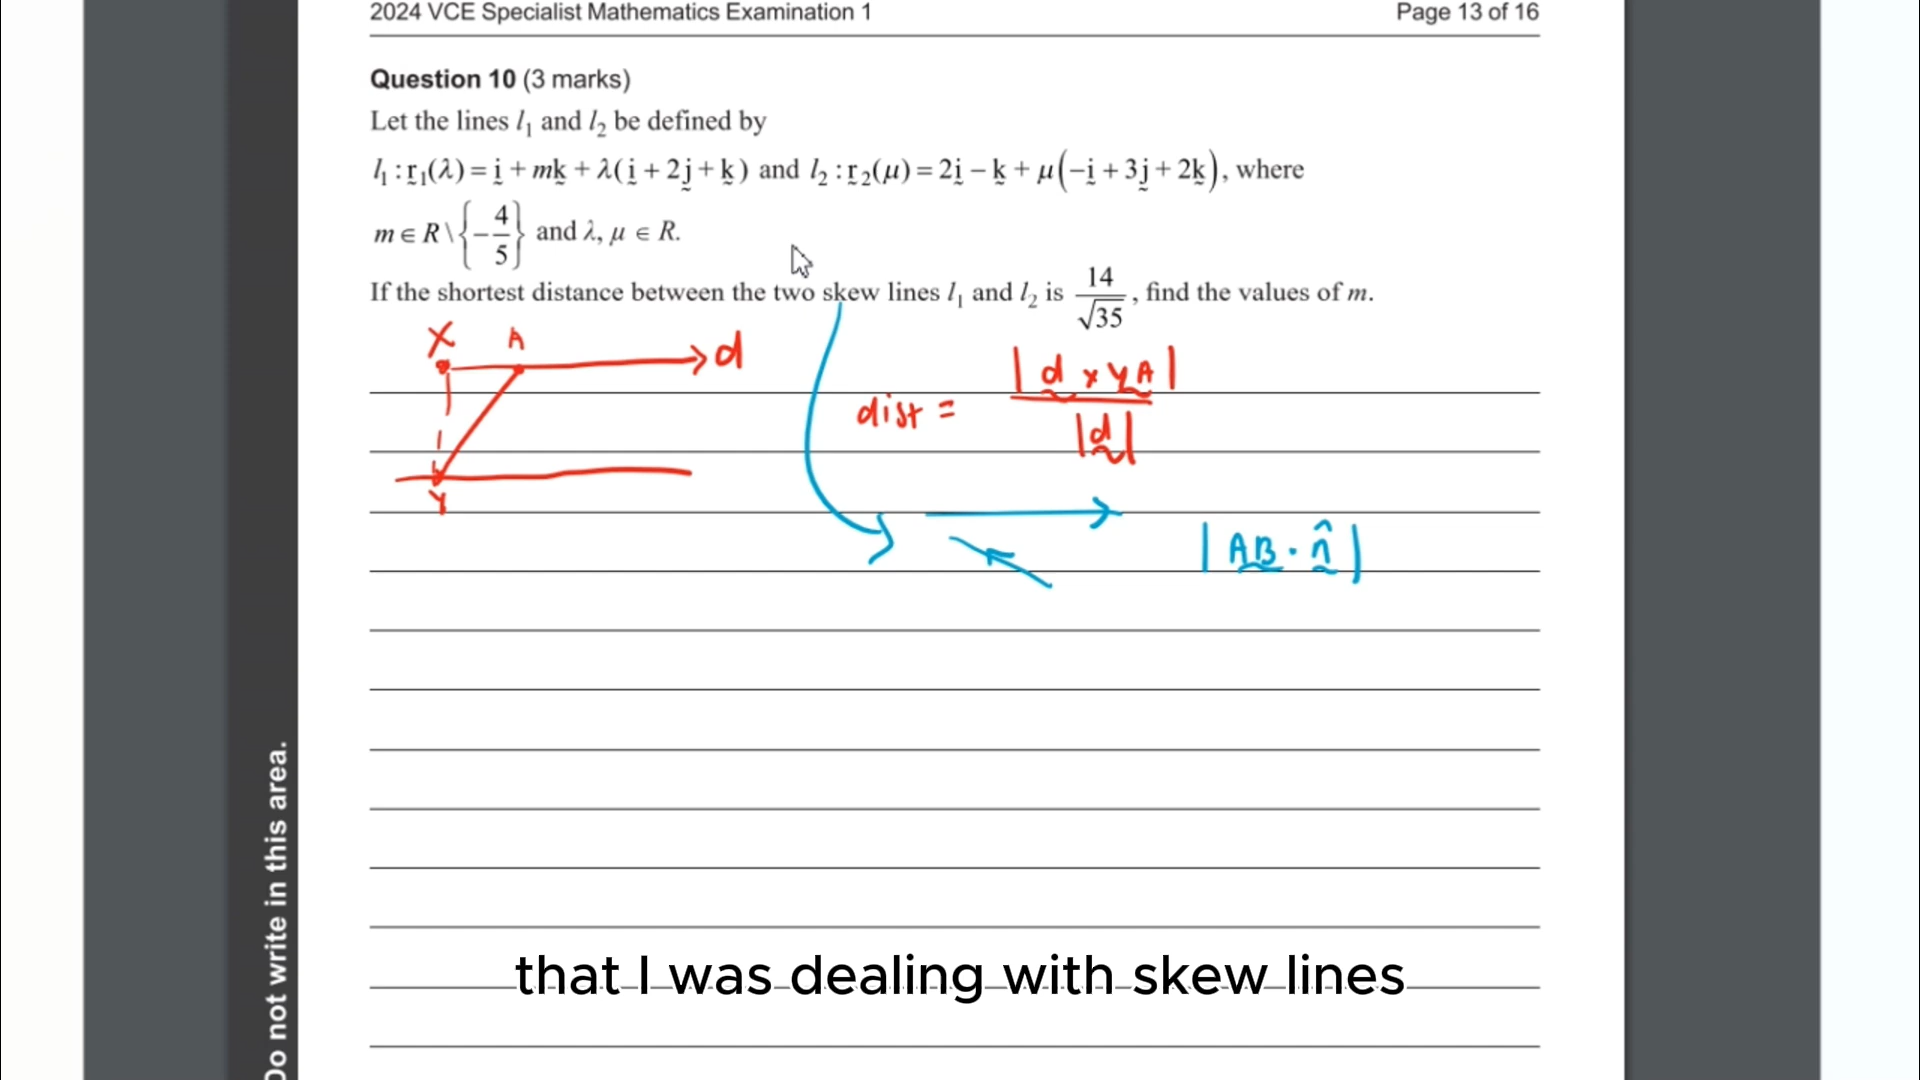 2024 VCE Specialist Mathematics Examination 1 Page 13 of 16
Question 10 (3 marks)
Let the lines l₁ and l₂ be defined by
l₁ : r₁(λ) = i + mk + λ(i + 2j + k) and l₂ : r₂(μ) = 2i − k + μ(−i + 3j + 2k), where
m ∈ R \ {−4/5} and λ, μ ∈ R.
If the shortest distance between the two skew lines l₁ and l₂ is 14/√35, find the values of m.
X A d
Y
dist = |d × YA| / |d|
|AB · n̂|
Do not write in this area.
that I was dealing with skew lines